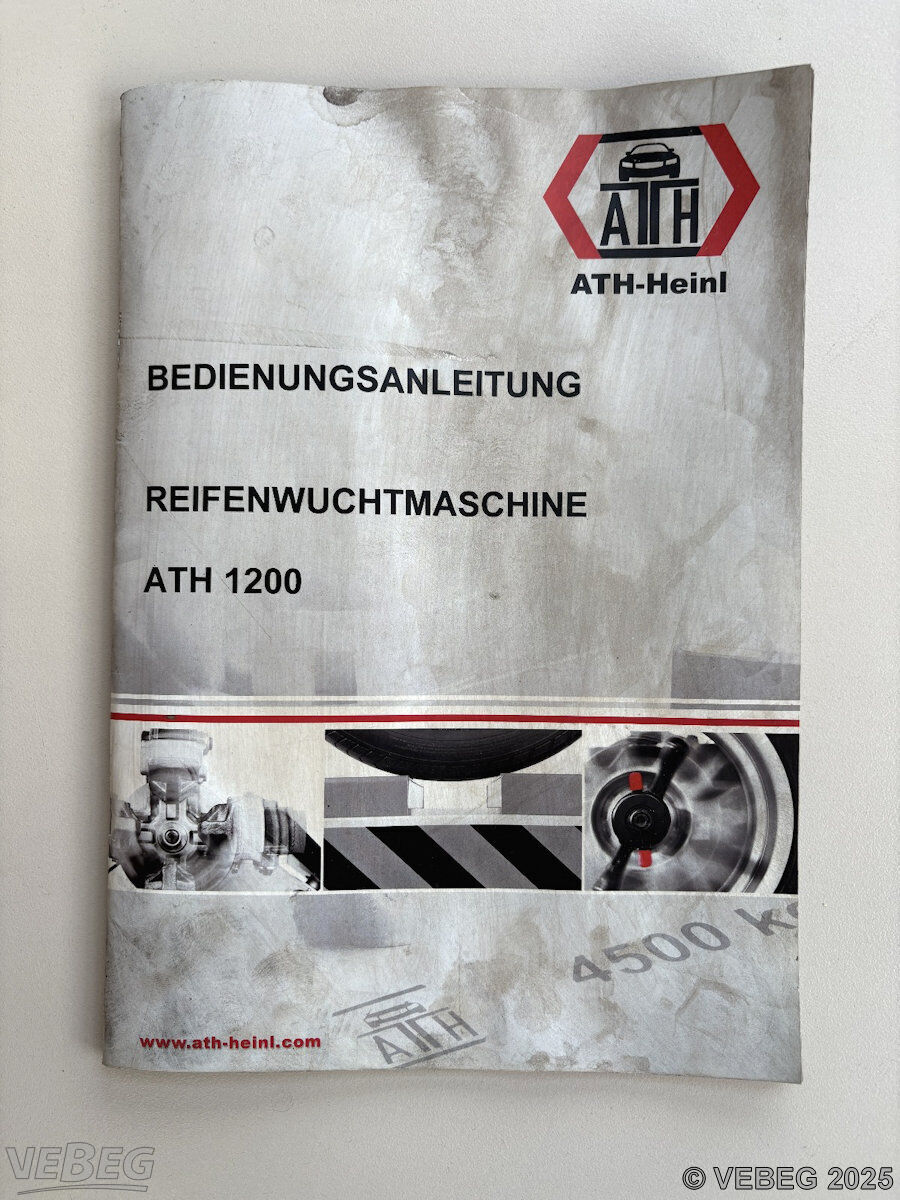 ATH
ATH-Heinl
BEDIENUNGSANLEITUNG
REIFENWUCHTMASCHINE
ATH 1200
4500 kg
ATH
www.ath-heinl.com
VEBEG
© VEBEG 2025